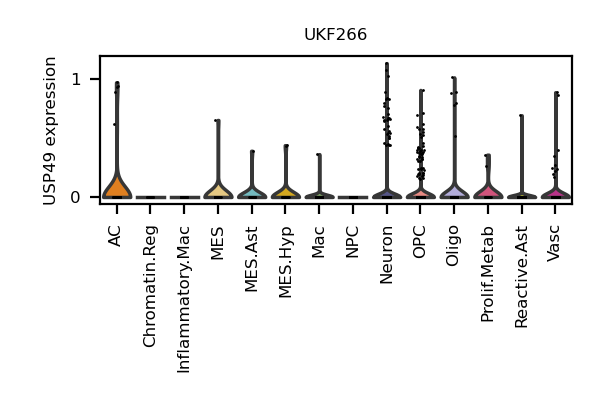 UKF266
USP49 expression
1
0
AC
Chromatin.Reg
Inflammatory.Mac
MES
MES.Ast
MES.Hyp
Mac
NPC
Neuron
OPC
Oligo
Prolif.Metab
Reactive.Ast
Vasc